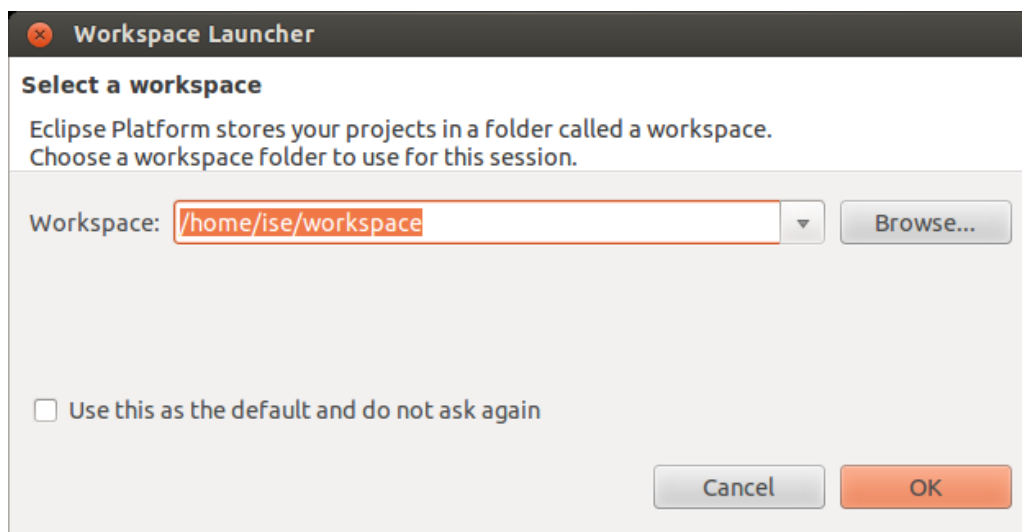 Workspace Launcher
Select a workspace
Eclipse Platform stores your projects in a folder called a workspace.
Choose a workspace folder to use for this session.
Workspace: /home/ise/workspace Browse...
Use this as the default and do not ask again
Cancel OK